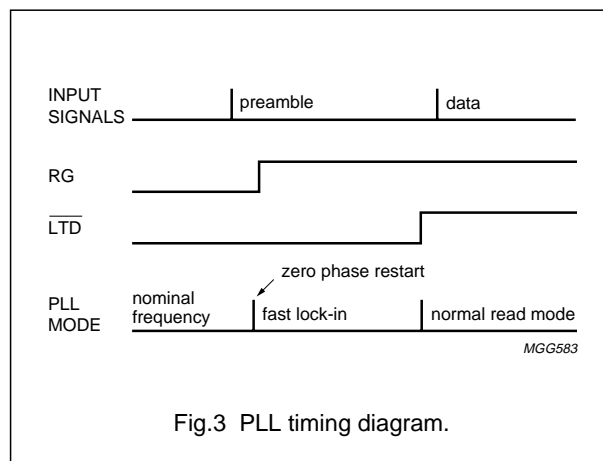 INPUT
SIGNALS
preamble
data
RG
L̅T̅D̅
zero phase restart
PLL
MODE
nominal
frequency
fast lock-in
normal read mode
MGG583
Fig.3 PLL timing diagram.